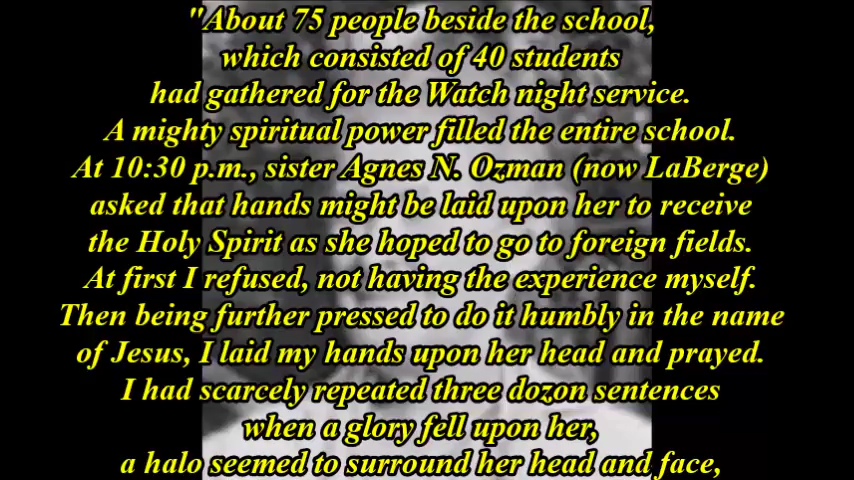 "About 75 people beside the school,
which consisted of 40 students
had gathered for the Watch night service.
A mighty spiritual power filled the entire school.
At 10:30 p.m., sister Agnes N. Ozman (now LaBerge)
asked that hands might be laid upon her to receive
the Holy Spirit as she hoped to go to foreign fields.
At first I refused, not having the experience myself.
Then being further pressed to do it humbly in the name
of Jesus, I laid my hands upon her head and prayed.
I had scarcely repeated three dozon sentences
when a glory fell upon her,
a halo seemed to surround her head and face,